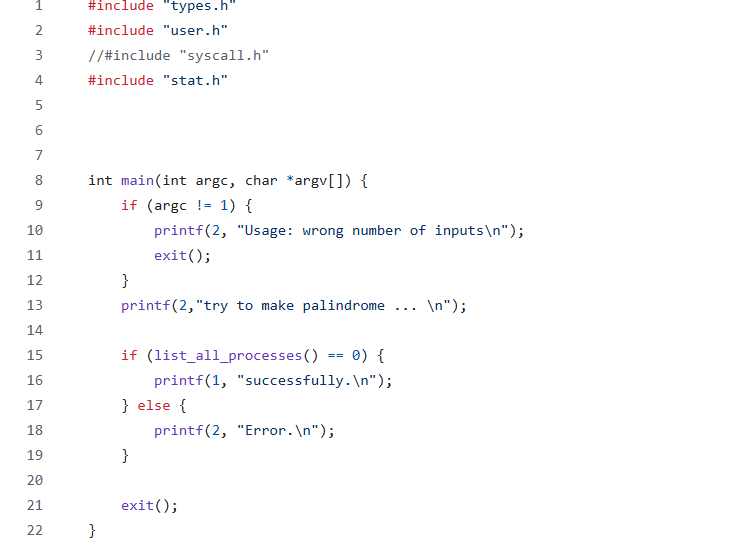 1 #include "types.h"
2 #include "user.h"
3 //#include "syscall.h"
4 #include "stat.h"
5
6
7
8 int main(int argc, char *argv[]) {
9     if (argc != 1) {
10         printf(2, "Usage: wrong number of inputs\n");
11         exit();
12     }
13     printf(2,"try to make palindrome ... \n");
14
15     if (list_all_processes() == 0) {
16         printf(1, "successfully.\n");
17     } else {
18         printf(2, "Error.\n");
19     }
20
21     exit();
22 }